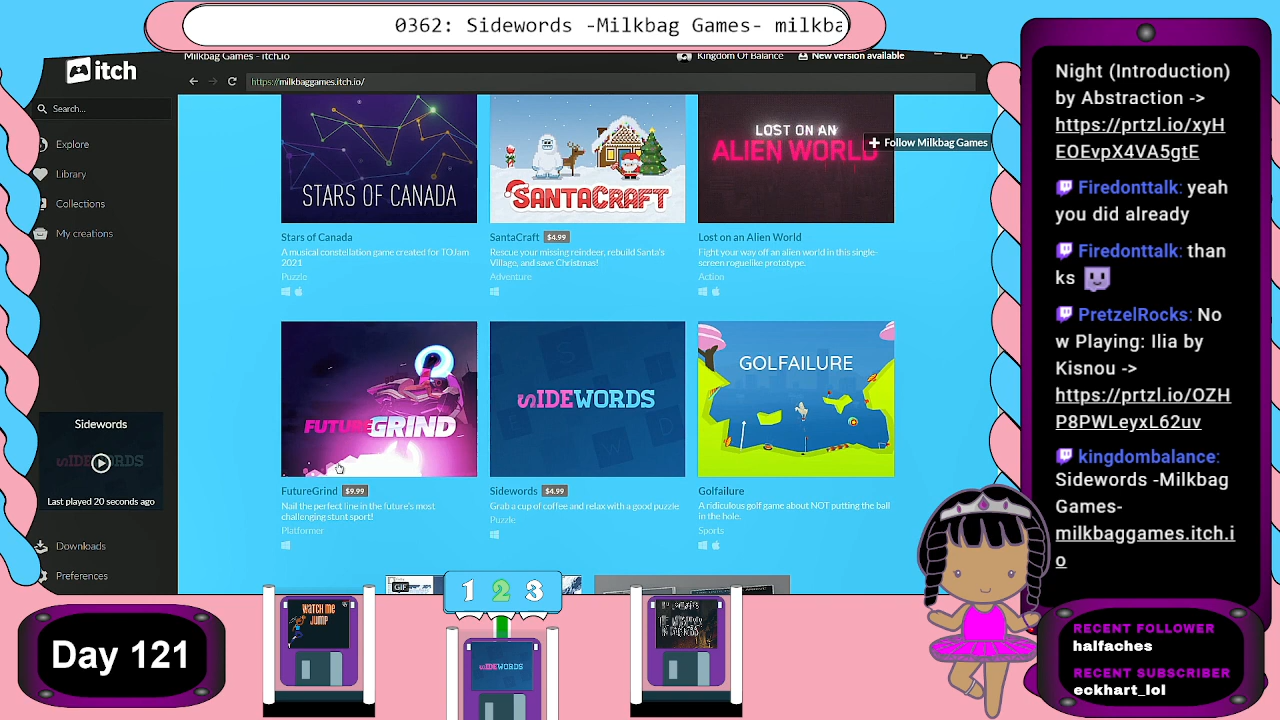 0362: Sidewords -Milkbag Games- milkba
itch
Milkbag Games - itch.io
Kingdom Of Balance
New version available
https://milkbaggames.itch.io/
Search...
Explore
Library
Collections
My creations
Sidewords
SIDEWORDS
Last played 20 seconds ago
Downloads
Preferences
STARS OF CANADA
SANTACRAFT
LOST ON AN
ALIEN WORLD
Follow Milkbag Games
Stars of Canada
A musical constellation game created for TOJam
2021
Puzzle
SantaCraft $4.99
Rescue your missing reindeer, rebuild Santa's
Village, and save Christmas!
Adventure
Lost on an Alien World
Fight your way off an alien world in this single-
screen roguelike prototype.
Action
FUTUREGRIND
SIDEWORDS
GOLFAILURE
FutureGrind $9.99
Nail the perfect line in the future's most
challenging stunt sport!
Platformer
Sidewords $4.99
Grab a cup of coffee and relax with a good puzzle
Puzzle
Golfailure
A ridiculous golf game about NOT putting the ball
in the hole.
Sports
GIF
1 2 3
Day 121
WATCH ME
JUMP
SIDEWORDS
Night (Introduction)
by Abstraction ->
https://prtzl.io/xyH
EOEvpX4VA5gtE
Firedonttalk: yeah
you did already
Firedonttalk: than
ks
PretzelRocks: No
w Playing: Ilia by
Kisnou ->
https://prtzl.io/OZH
P8PWLeyxL62uv
kingdombalance:
Sidewords -Milkbag
Games-
milkbaggames.itch.i
o
RECENT FOLLOWER
halfaches
RECENT SUBSCRIBER
eckhart_lol